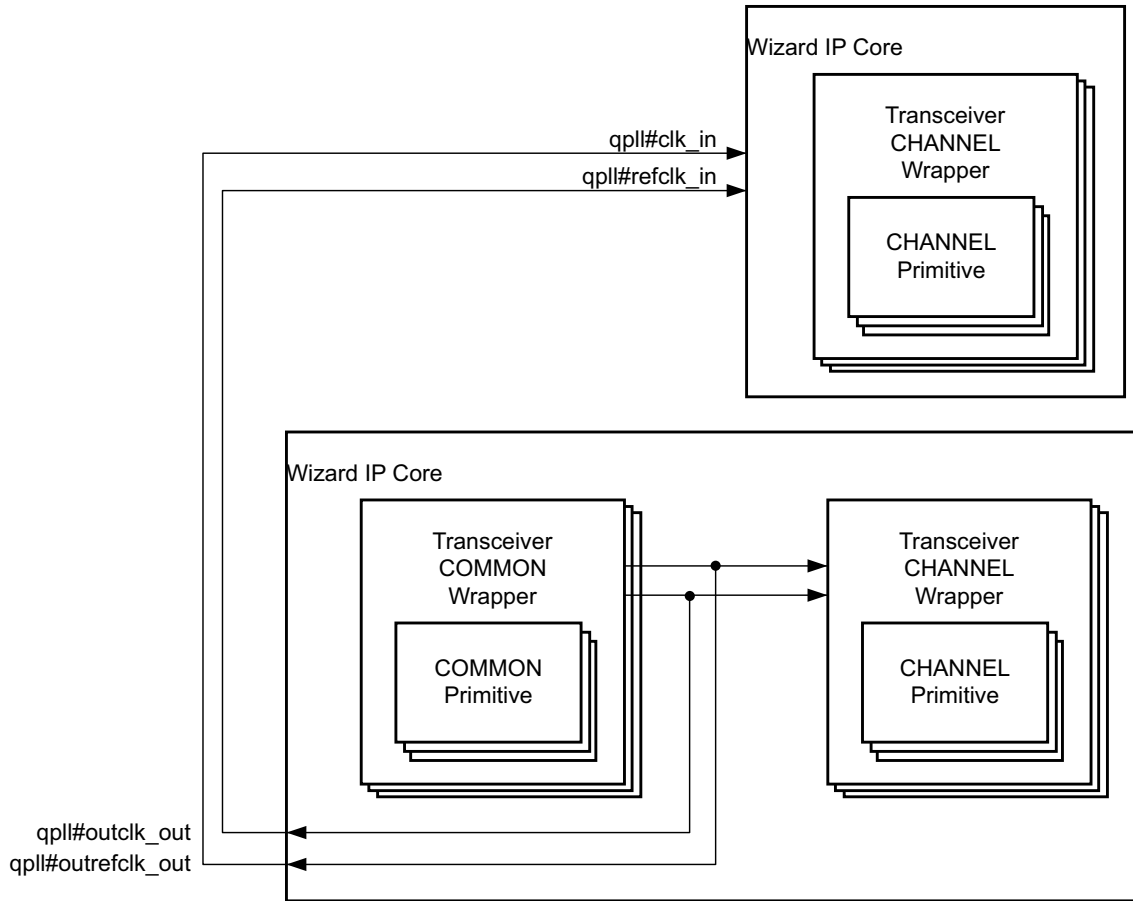 Wizard IP Core
Transceiver
CHANNEL
Wrapper
CHANNEL
Primitive
qpll#clk_in
qpll#refclk_in
Wizard IP Core
Transceiver
COMMON
Wrapper
COMMON
Primitive
Transceiver
CHANNEL
Wrapper
CHANNEL
Primitive
qpll#outclk_out
qpll#outrefclk_out